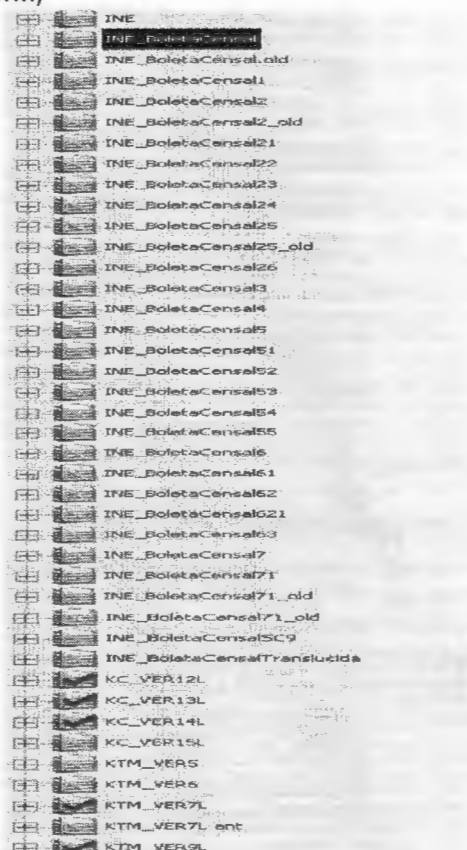 INE
INE_BoletaCensal
INE_BoletaCensal.old
INE_BoletaCensal1
INE_BoletaCensal2
INE_BoletaCensal2_old
INE_BoletaCensal21
INE_BoletaCensal22
INE_BoletaCensal23
INE_BoletaCensal24
INE_BoletaCensal25
INE_BoletaCensal25_old
INE_BoletaCensal26
INE_BoletaCensal3
INE_BoletaCensal4
INE_BoletaCensal5
INE_BoletaCensal51
INE_BoletaCensal52
INE_BoletaCensal53
INE_BoletaCensal54
INE_BoletaCensal55
INE_BoletaCensal6
INE_BoletaCensal61
INE_BoletaCensal62
INE_BoletaCensal621
INE_BoletaCensal63
INE_BoletaCensal7
INE_BoletaCensal71
INE_BoletaCensal71_old
INE_BoletaCensal71_old
INE_BoletaCensalSC9
INE_BoletaCensalTranslucida
KC_VER12L
KC_VER13L
KC_VER14L
KC_VER15L
KTM_VER5
KTM_VER6
KTM_VER7L
KTM_VER7L ant
KTM_VER9L